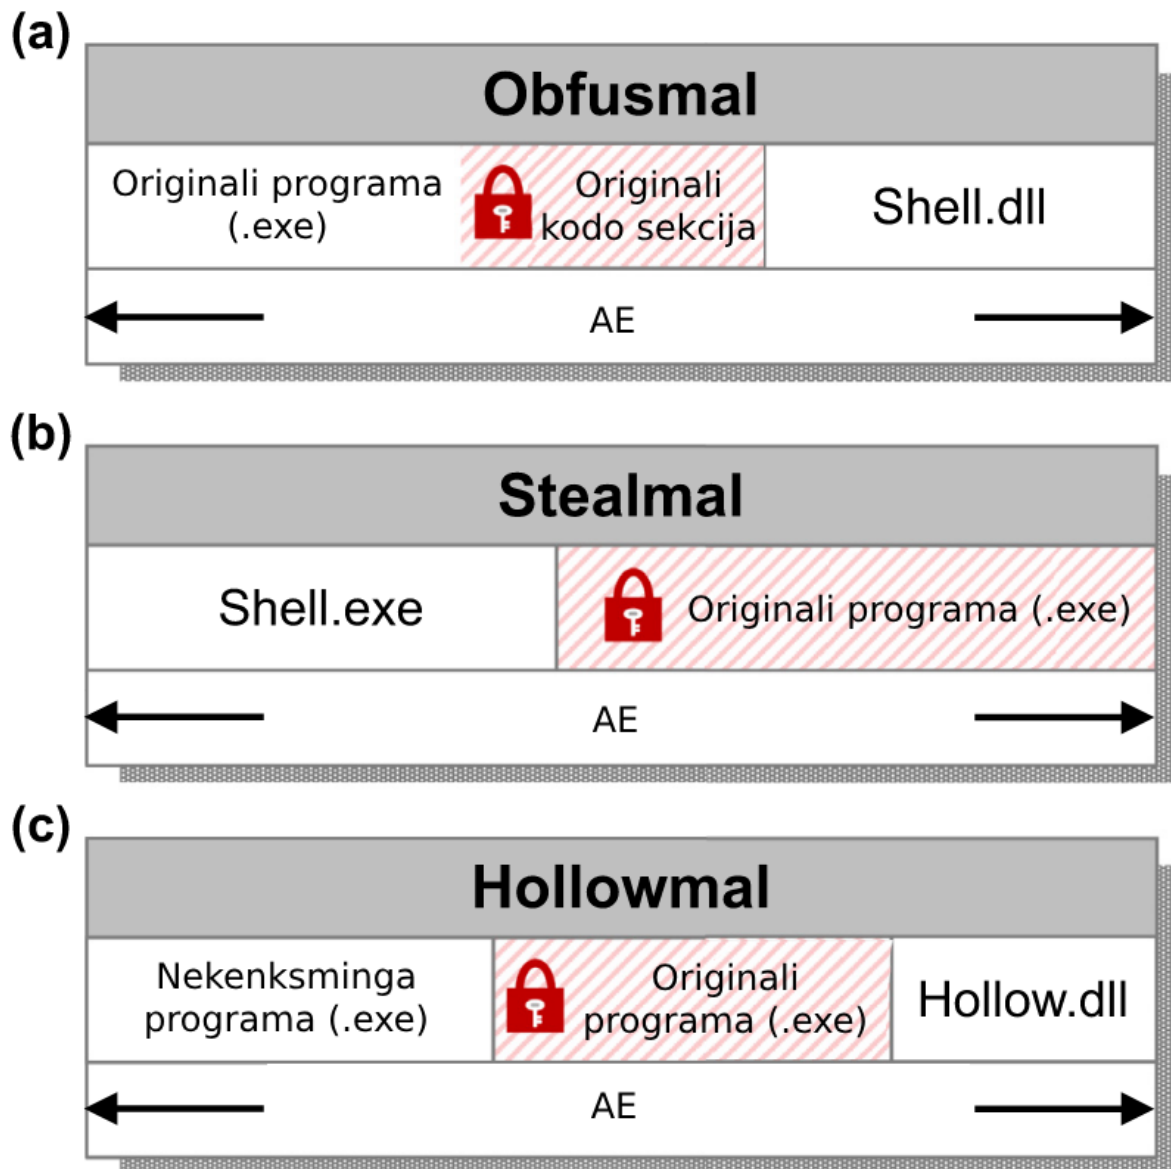 (a)
Obfusmal
Originali programa
(.exe)
Originali
kodo sekcija
Shell.dll
AE
(b)
Stealmal
Shell.exe
Originali programa (.exe)
AE
(c)
Hollowmal
Nekenksminga
programa (.exe)
Originali
programa (.exe)
Hollow.dll
AE